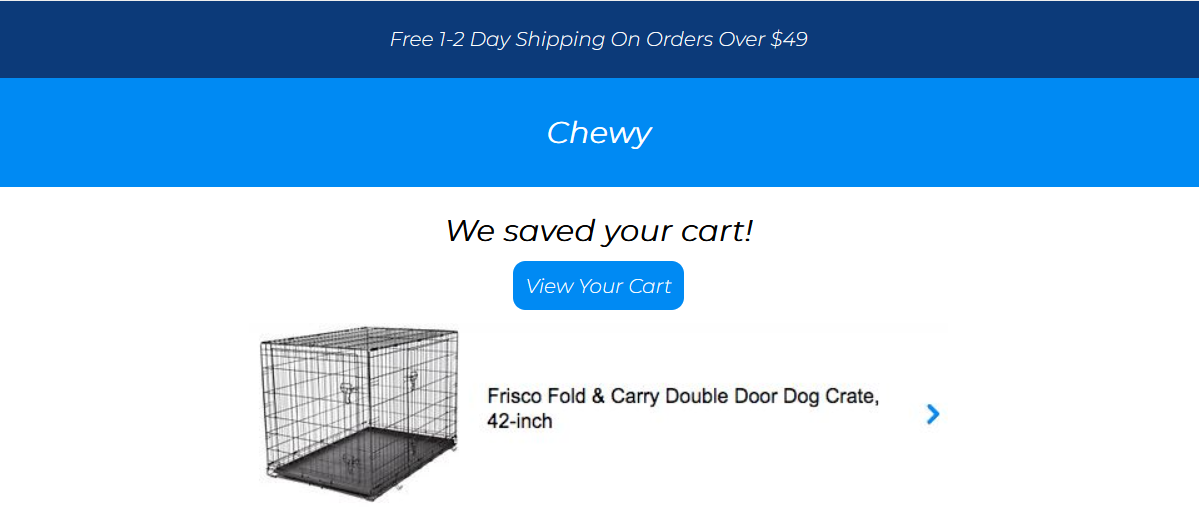 Free 1-2 Day Shipping On Orders Over $49
Chewy
We saved your cart!
View Your Cart
Frisco Fold & Carry Double Door Dog Crate,
42-inch